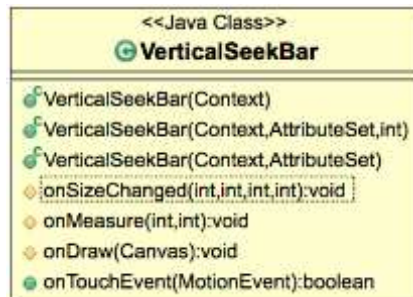 <<Java Class>>
G VerticalSeekBar
C VerticalSeekBar(Context)
C VerticalSeekBar(Context,AttributeSet,int)
C VerticalSeekBar(Context,AttributeSet)
onSizeChanged(int,int,int,int):void
onMeasure(int,int):void
onDraw(Canvas):void
onTouchEvent(MotionEvent):boolean